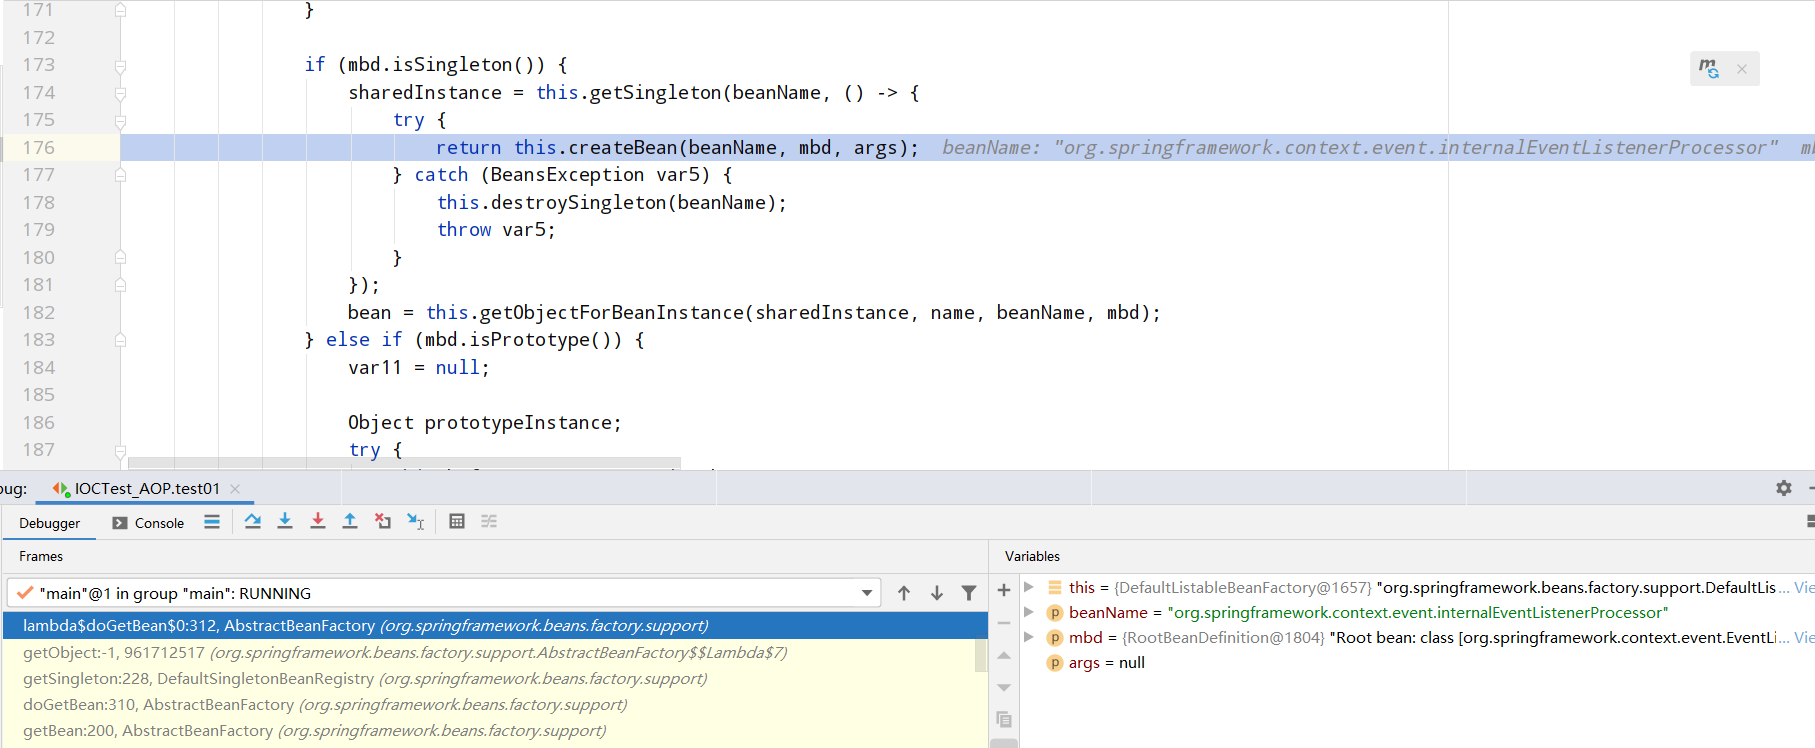 171 }
172
173 if (mbd.isSingleton()) {
174 sharedInstance = this.getSingleton(beanName, () -> {
175 try {
176 return this.createBean(beanName, mbd, args); beanName: "org.springframework.context.event.internalEventListenerProcessor"
177 } catch (BeansException var5) {
178 this.destroySingleton(beanName);
179 throw var5;
180 }
181 });
182 bean = this.getObjectForBeanInstance(sharedInstance, name, beanName, mbd);
183 } else if (mbd.isPrototype()) {
184 var11 = null;
185
186 Object prototypeInstance;
187 try {
bug: IOCTest_AOP.test01
Debugger Console
Frames
"main"@1 in group "main": RUNNING
lambda$doGetBean$0:312, AbstractBeanFactory (org.springframework.beans.factory.support)
getObject:-1, 961712517 (org.springframework.beans.factory.support.AbstractBeanFactory$$Lambda$7)
getSingleton:228, DefaultSingletonBeanRegistry (org.springframework.beans.factory.support)
doGetBean:310, AbstractBeanFactory (org.springframework.beans.factory.support)
getBean:200, AbstractBeanFactory (org.springframework.beans.factory.support)
Variables
this = {DefaultListableBeanFactory@1657} "org.springframework.beans.factory.support.DefaultLis... Vie
beanName = "org.springframework.context.event.internalEventListenerProcessor"
mbd = {RootBeanDefinition@1804} "Root bean: class [org.springframework.context.event.EventLi... Vie
args = null